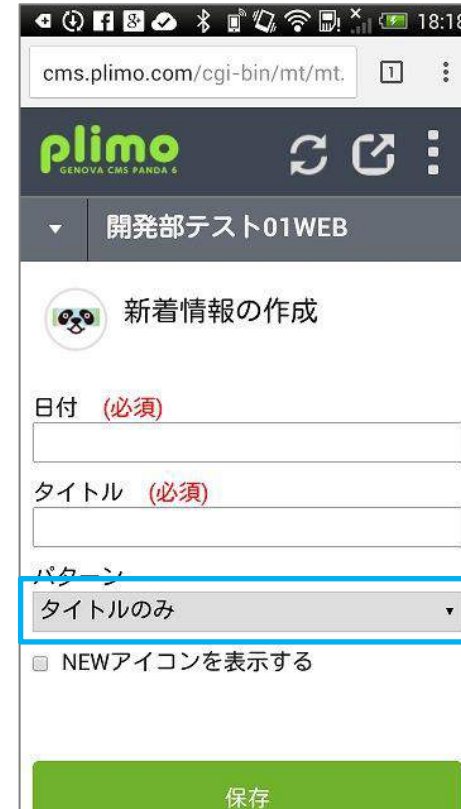 18:18
cms.plimo.com/cgi-bin/mt/mt.
1
plimo
GENOVA CMS PANDA 6
開発部テスト01WEB
新着情報の作成
日付 (必須)
タイトル (必須)
パターン
タイトルのみ
NEWアイコンを表示する
保存